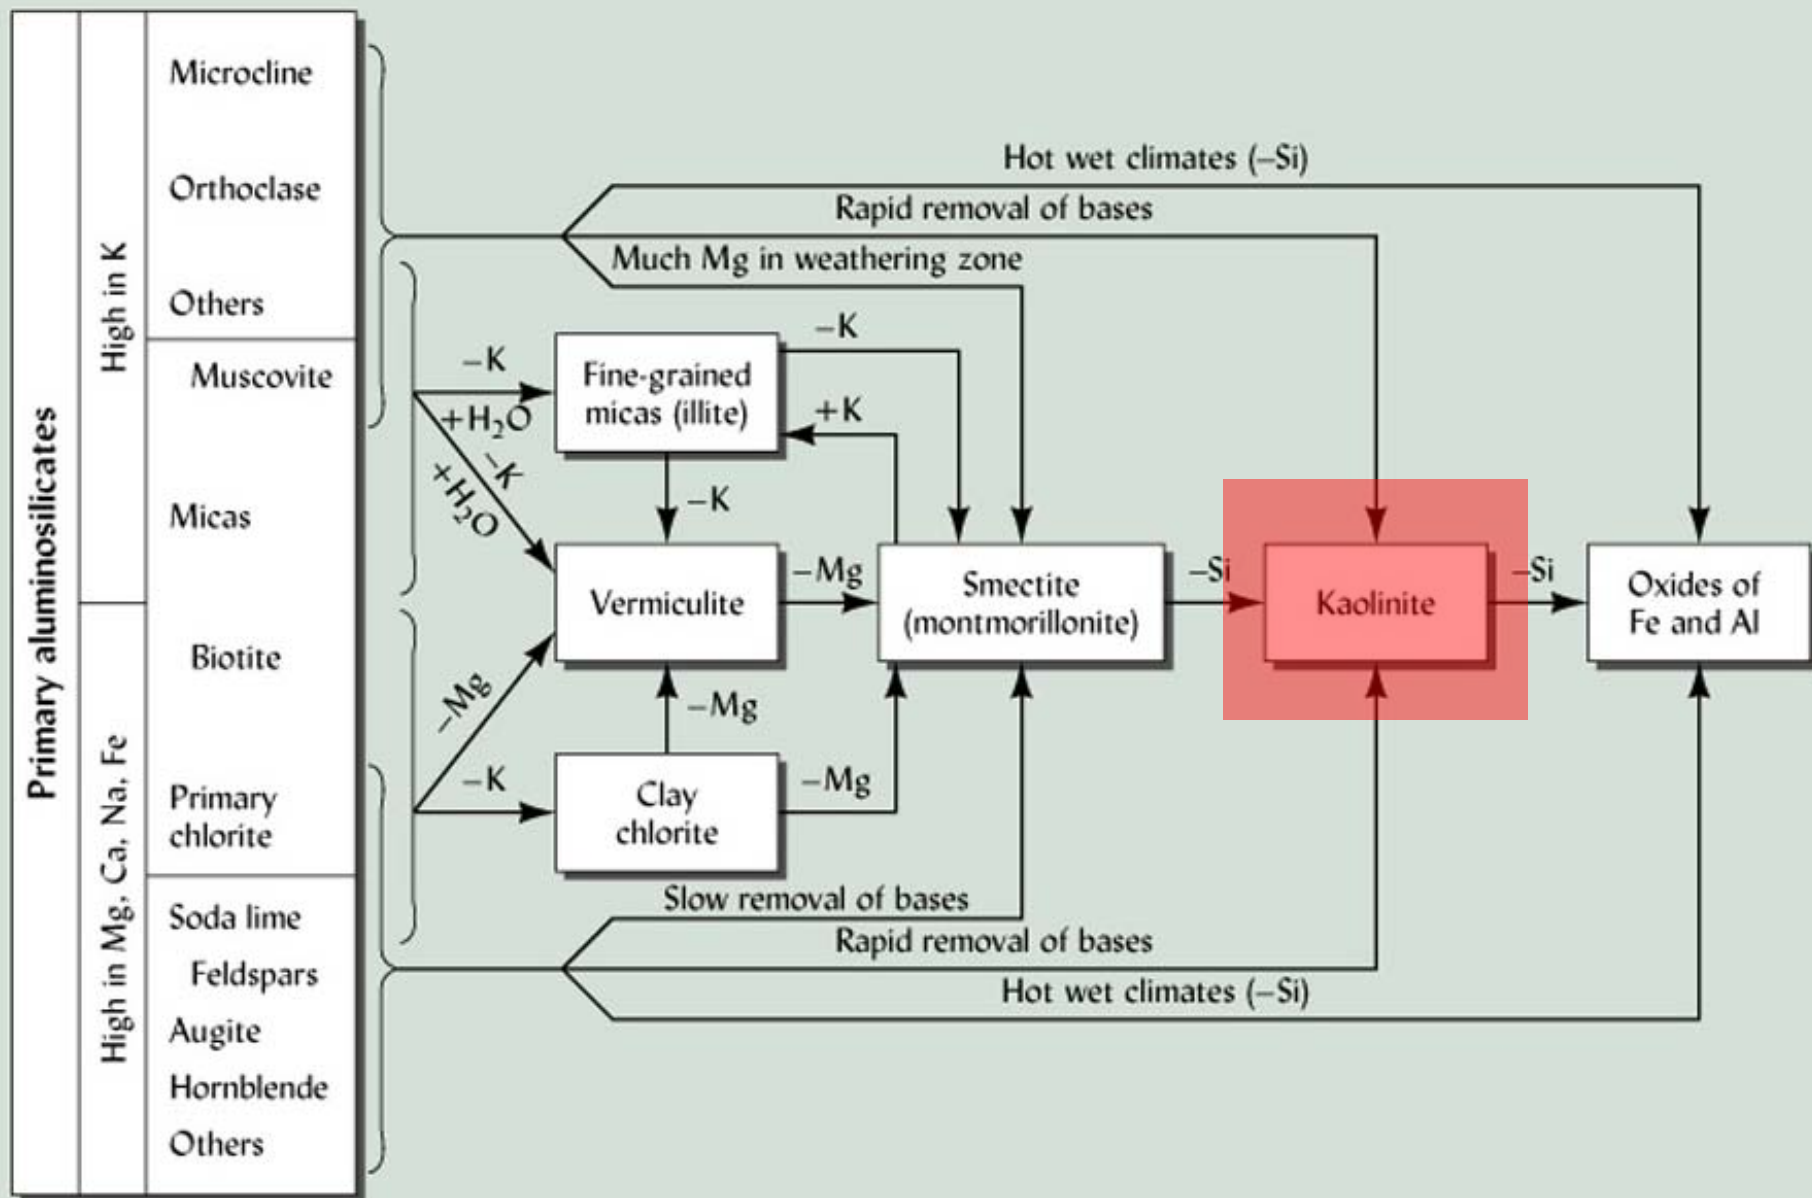 Primary aluminosilicates
High in K
High in Mg, Ca, Na, Fe
Microcline
Orthoclase
Others
Muscovite
Micas
Biotite
Primary
chlorite
Soda lime
Feldspars
Augite
Hornblende
Others
Hot wet climates (–Si)
Rapid removal of bases
Much Mg in weathering zone
–K
+H₂O
–K
+H₂O
Fine-grained
micas (illite)
–K
+K
–K
Vermiculite
–Mg
Smectite
(montmorillonite)
–Si
Kaolinite
–Si
Oxides of
Fe and Al
–Mg
–Mg
–K
Clay
chlorite
–Mg
Slow removal of bases
Rapid removal of bases
Hot wet climates (–Si)